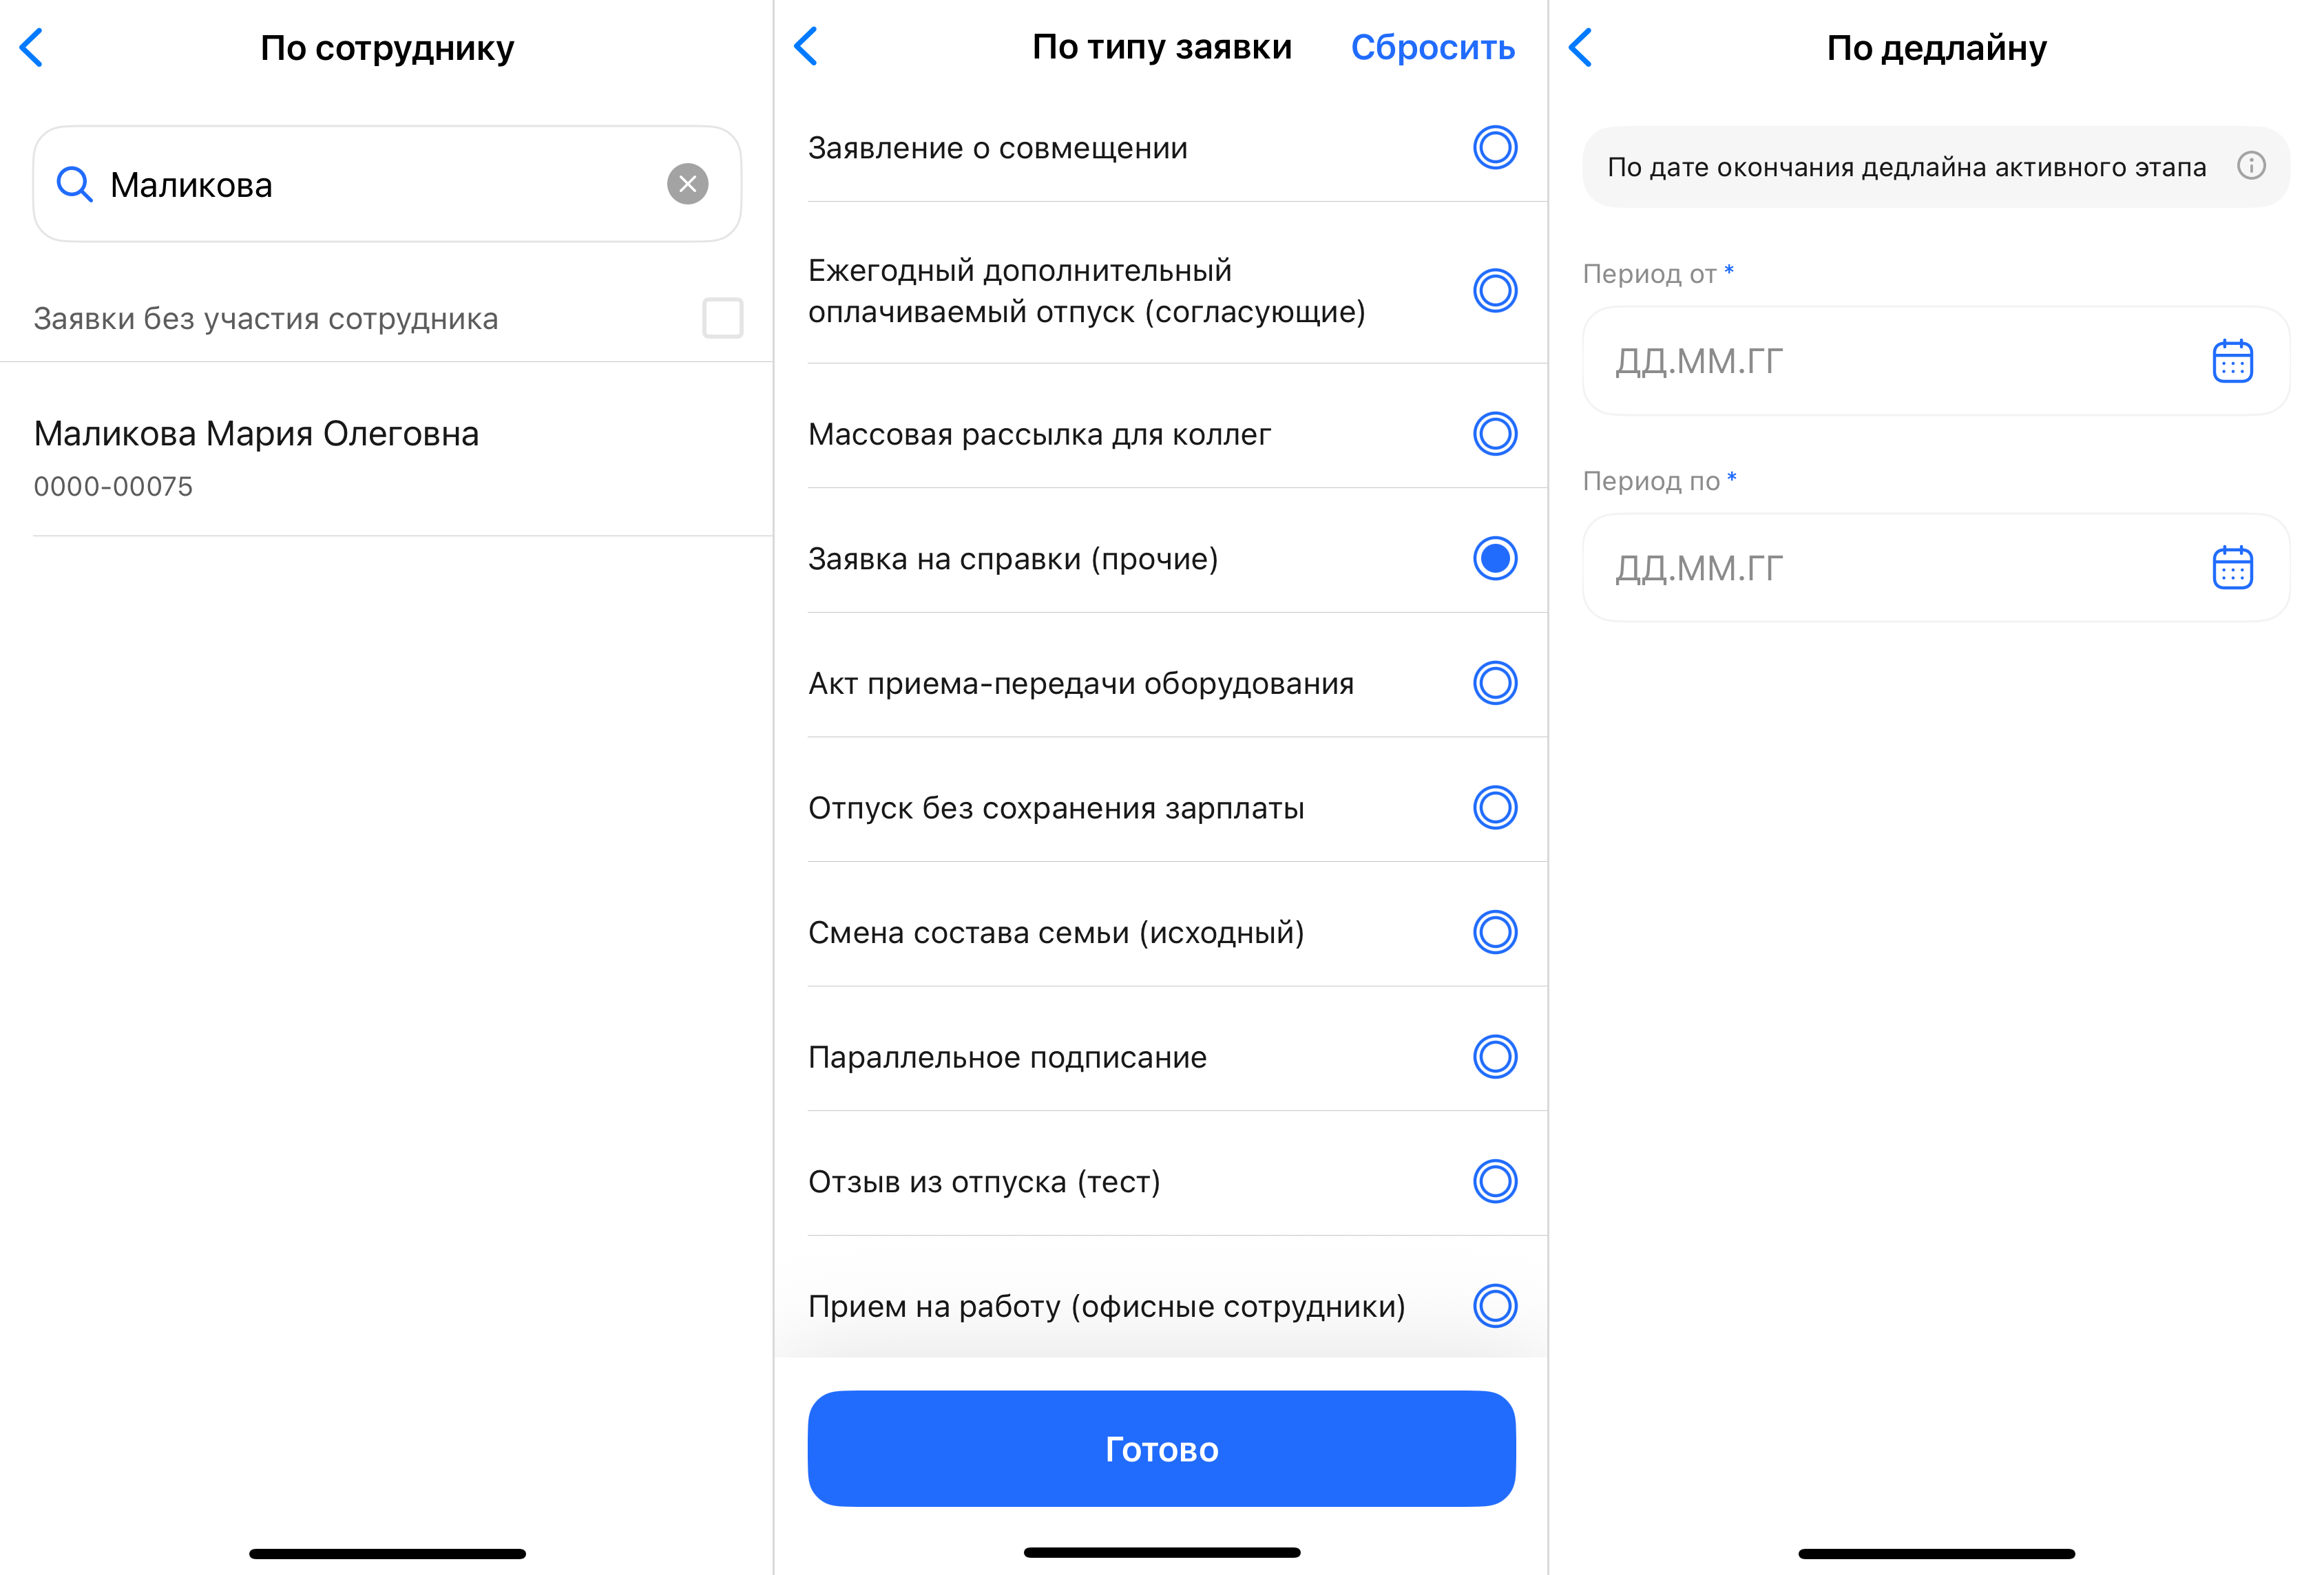 По сотруднику
Маликова
Заявки без участия сотрудника
Маликова Мария Олеговна
0000-00075
По типу заявки
Сбросить
Заявление о совмещении
Ежегодный дополнительный
оплачиваемый отпуск (согласующие)
Массовая рассылка для коллег
Заявка на справки (прочие)
Акт приема-передачи оборудования
Отпуск без сохранения зарплаты
Смена состава семьи (исходный)
Параллельное подписание
Отзыв из отпуска (тест)
Прием на работу (офисные сотрудники)
Готово
По дедлайну
По дате окончания дедлайна активного этапа
Период от *
ДД.ММ.ГГ
Период по *
ДД.ММ.ГГ